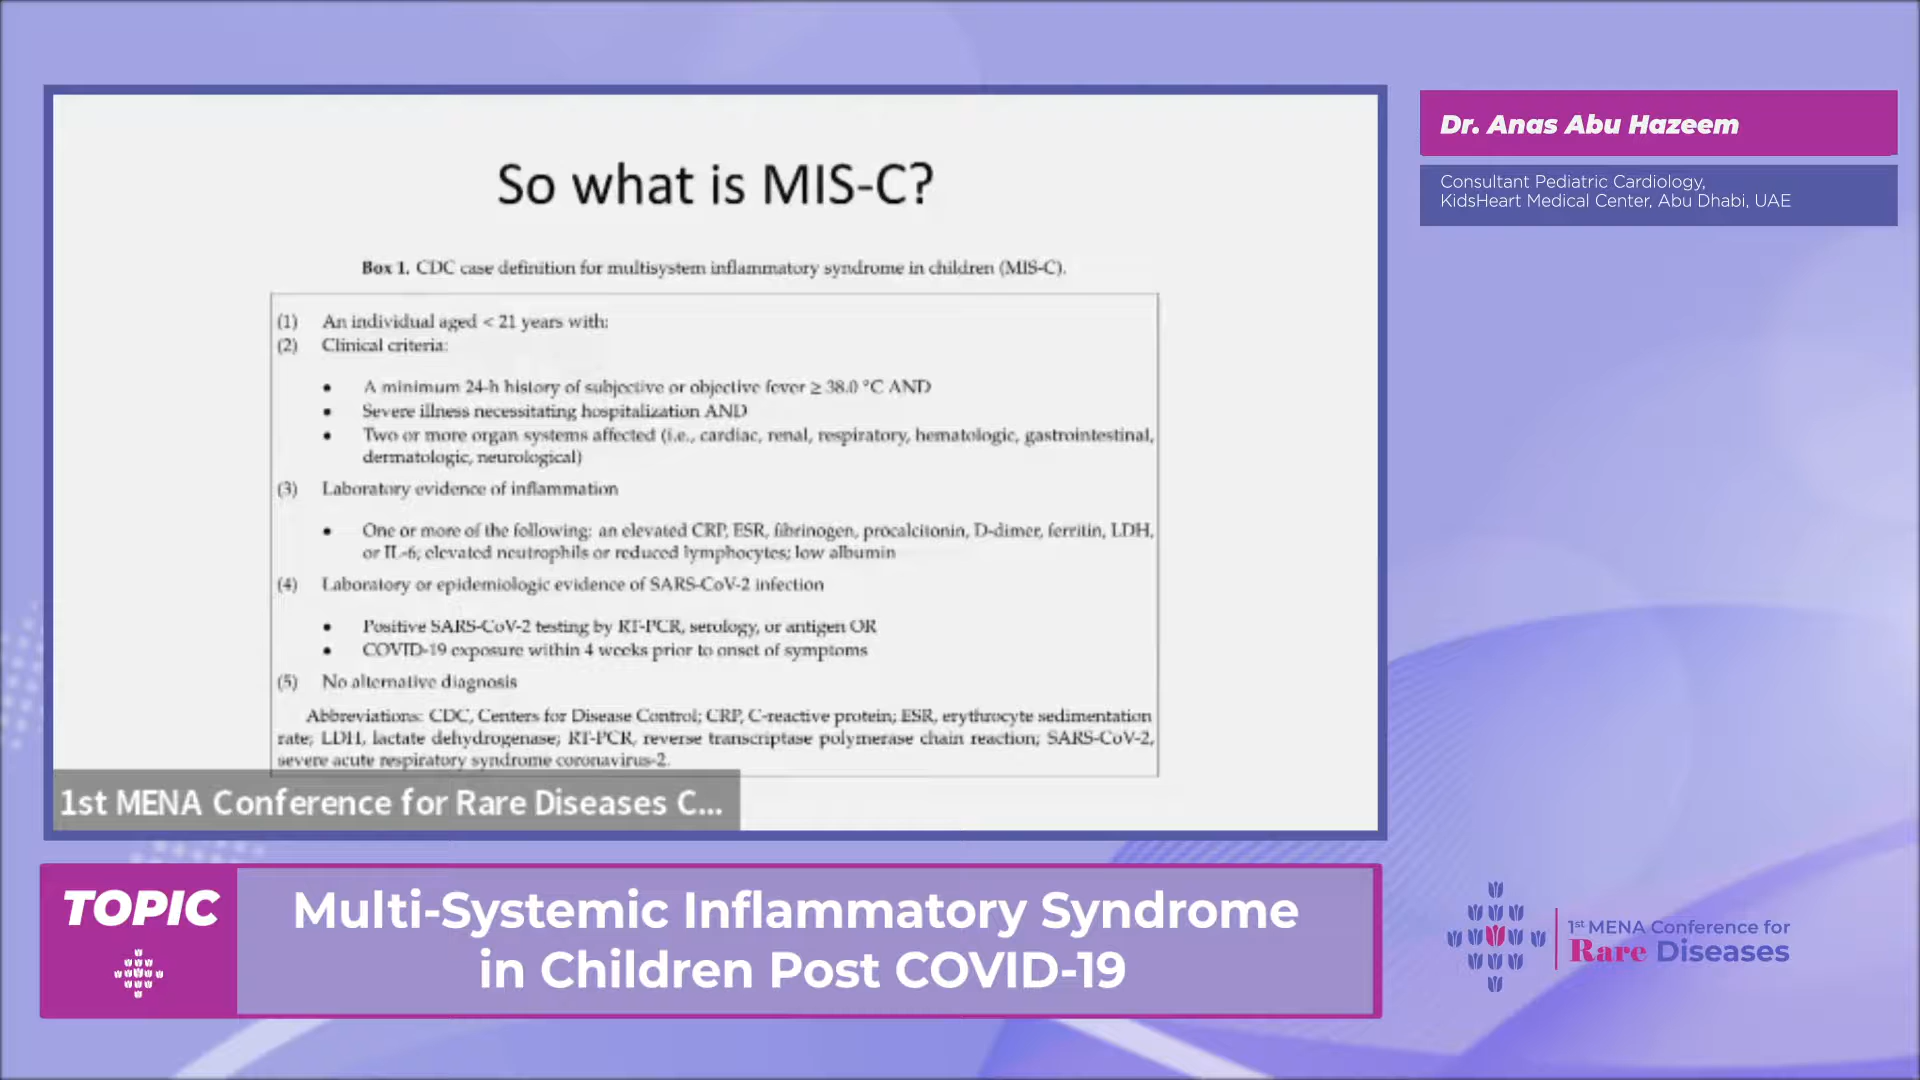 So what is MIS-C?
Box 1. CDC case definition for multisystem inflammatory syndrome in children (MIS-C).
(1) An individual aged < 21 years with:
(2) Clinical criteria:
• A minimum 24-h history of subjective or objective fever ≥ 38.0 °C AND
• Severe illness necessitating hospitalization AND
• Two or more organ systems affected (i.e., cardiac, renal, respiratory, hematologic, gastrointestinal,
dermatologic, neurological)
(3) Laboratory evidence of inflammation
• One or more of the following: an elevated CRP, ESR, fibrinogen, procalcitonin, D-dimer, ferritin, LDH,
or IL-6; elevated neutrophils or reduced lymphocytes; low albumin
(4) Laboratory or epidemiologic evidence of SARS-CoV-2 infection
• Positive SARS-CoV-2 testing by RT-PCR, serology, or antigen OR
• COVID-19 exposure within 4 weeks prior to onset of symptoms
(5) No alternative diagnosis
Abbreviations: CDC, Centers for Disease Control; CRP, C-reactive protein; ESR, erythrocyte sedimentation
rate; LDH, lactate dehydrogenase; RT-PCR, reverse transcriptase polymerase chain reaction; SARS-CoV-2,
severe acute respiratory syndrome coronavirus-2.
1st MENA Conference for Rare Diseases C...
Dr. Anas Abu Hazeem
Consultant Pediatric Cardiology,
KidsHeart Medical Center, Abu Dhabi, UAE
TOPIC
Multi-Systemic Inflammatory Syndrome
in Children Post COVID-19
1st MENA Conference for
Rare Diseases